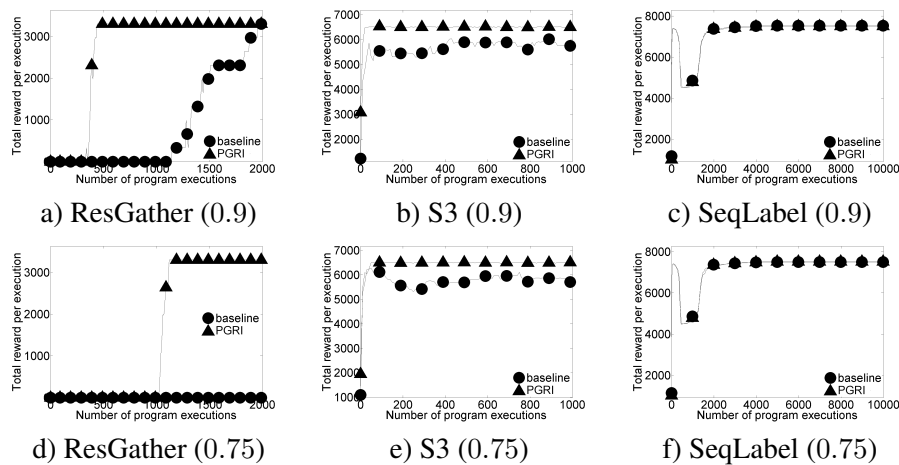 Total reward per execution
3000
2000
1000
0
500
1000
1500
2000
baseline
PGRI
Number of program executions
a) ResGather (0.9)
Total reward per execution
7000
6000
5000
4000
3000
2000
0
200
400
600
800
1000
baseline
PGRI
Number of program executions
b) S3 (0.9)
Total reward per execution
8000
6000
4000
2000
0
2000
4000
6000
8000
10000
baseline
PGRI
Number of program executions
c) SeqLabel (0.9)
Total reward per execution
3000
2000
1000
0
500
1000
1500
2000
baseline
PGRI
Number of program executions
d) ResGather (0.75)
Total reward per execution
7000
6000
5000
4000
3000
2000
1000
0
200
400
600
800
1000
baseline
PGRI
Number of program executions
e) S3 (0.75)
Total reward per execution
8000
6000
4000
2000
0
2000
4000
6000
8000
10000
baseline
PGRI
Number of program executions
f) SeqLabel (0.75)